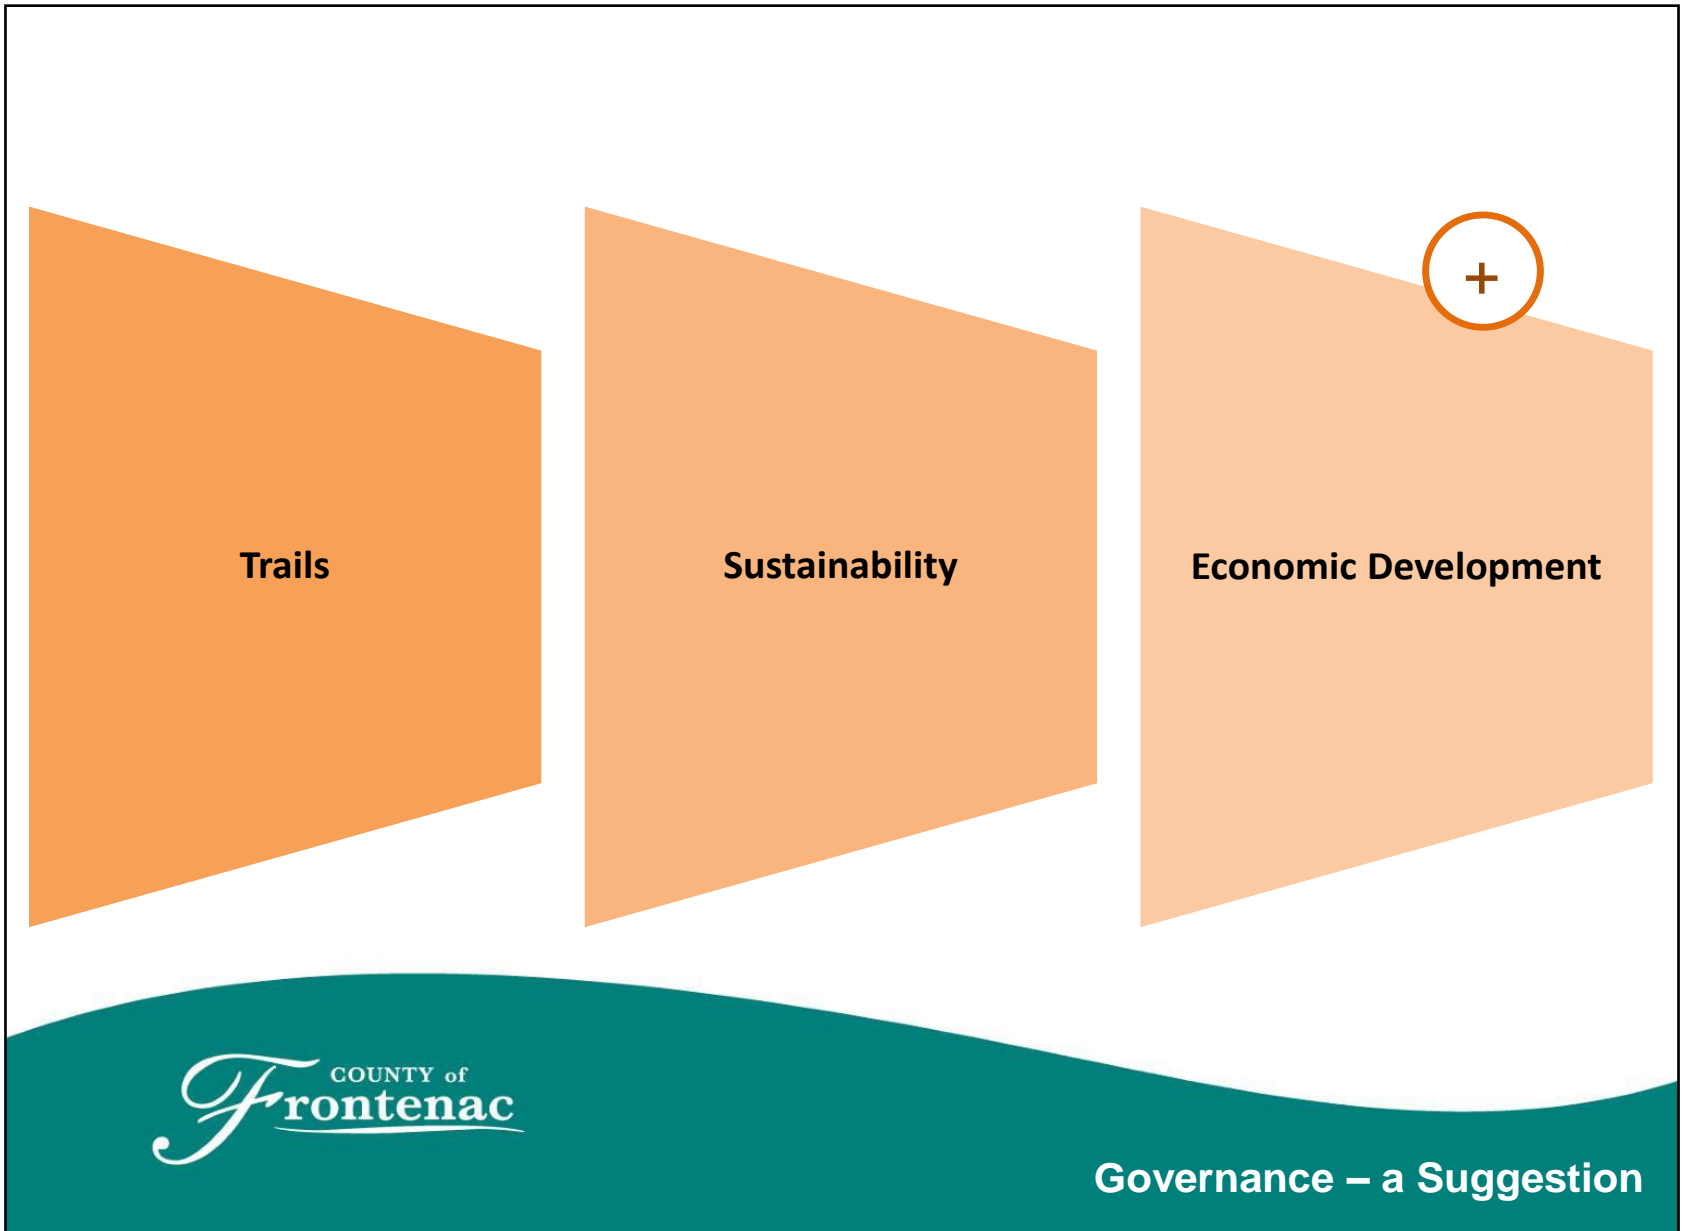 +
Trails
Sustainability
Economic Development
COUNTY of
Frontenac
Governance – a Suggestion